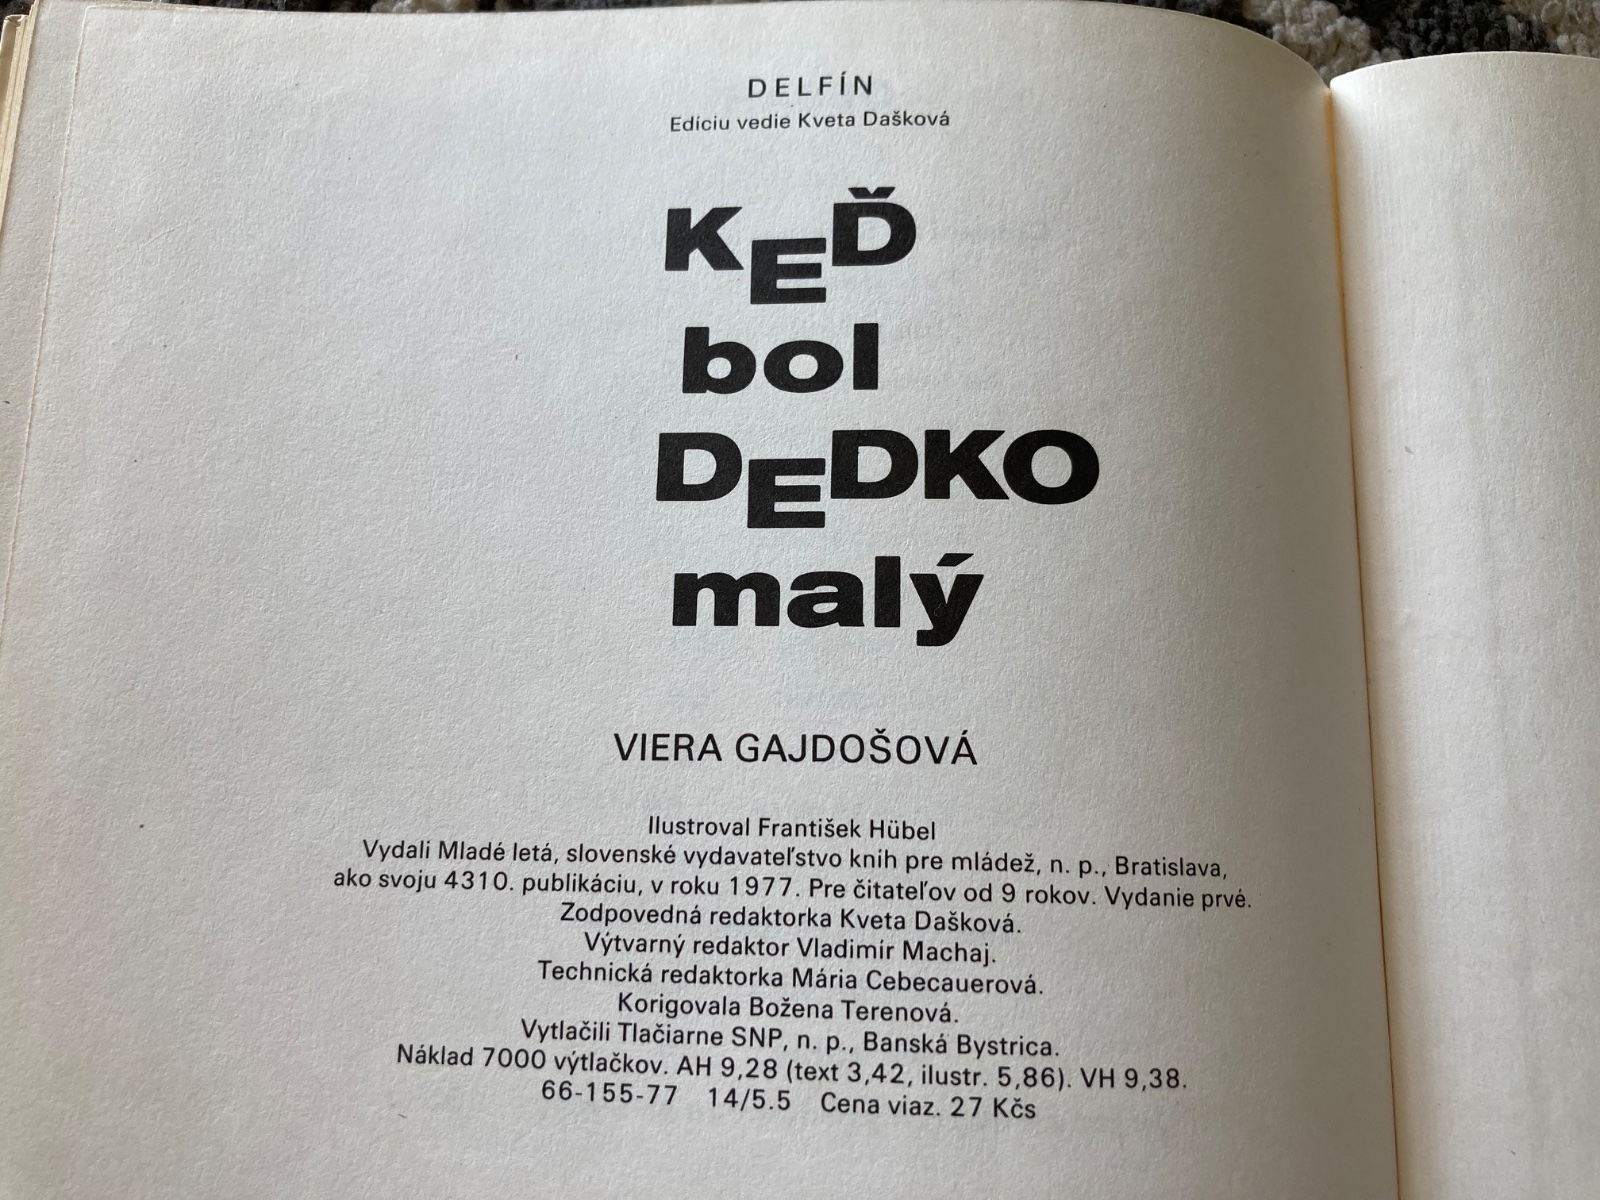 DELFÍN
Edíciu vedie Kveta Dašková
KEĎ
bol
DEDKO
malý
VIERA GAJDOŠOVÁ
Ilustroval František Hübel
Vydali Mladé letá, slovenské vydavateľstvo kníh pre mládež, n. p., Bratislava,
ako svoju 4310. publikáciu, v roku 1977. Pre čitateľov od 9 rokov. Vydanie prvé.
Zodpovedná redaktorka Kveta Dašková.
Výtvarný redaktor Vladimír Machaj.
Technická redaktorka Mária Cebecauerová.
Korigovala Božena Terenová.
Vytlačili Tlačiarne SNP, n. p., Banská Bystrica.
Náklad 7000 výtlačkov. AH 9,28 (text 3,42, ilustr. 5,86). VH 9,38.
66-155-77 14/5.5 Cena viaz. 27 Kčs